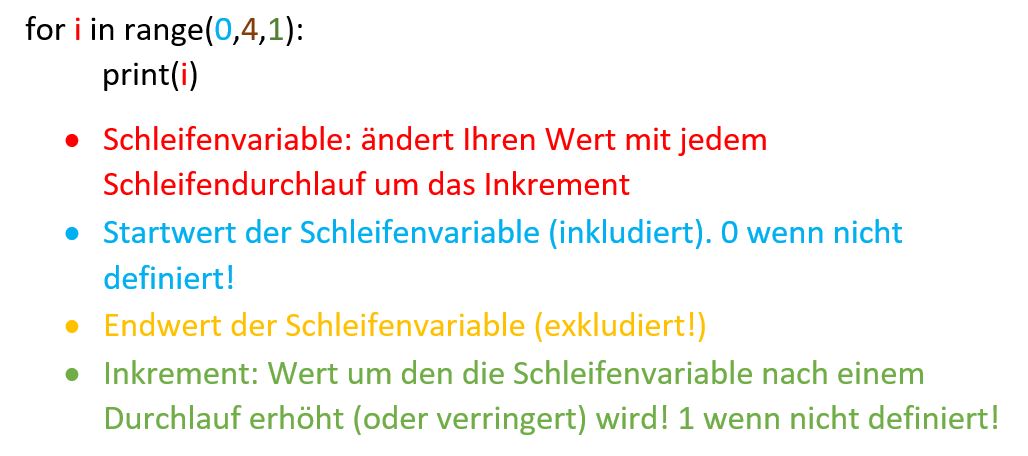 for i in range(0,4,1):
print(i)
• Schleifenvariable: ändert Ihren Wert mit jedem
Schleifendurchlauf um das Inkrement
• Startwert der Schleifenvariable (inkludiert). 0 wenn nicht
definiert!
• Endwert der Schleifenvariable (exkludiert!)
• Inkrement: Wert um den die Schleifenvariable nach einem
Durchlauf erhöht (oder verringert) wird! 1 wenn nicht definiert!